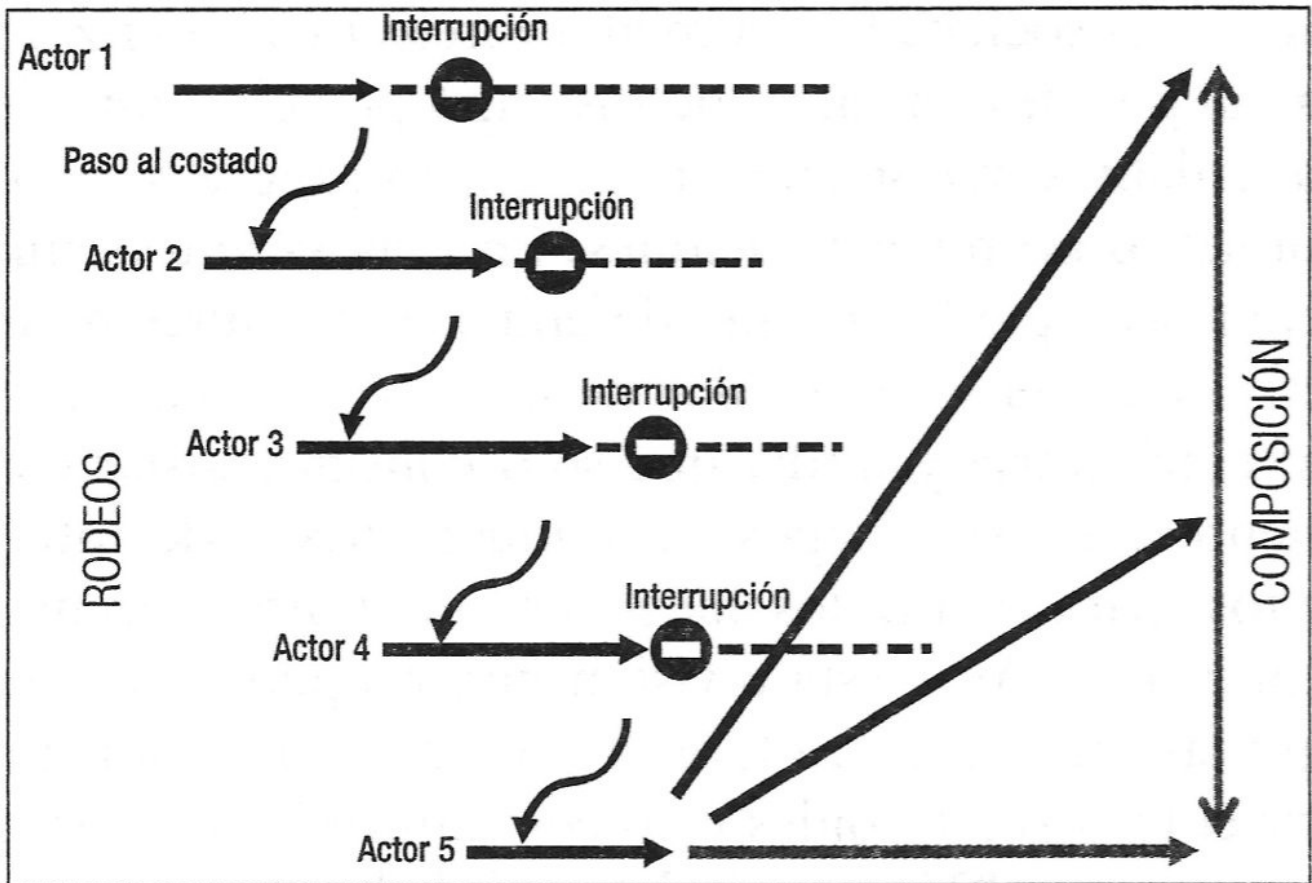 Interrupción
Actor 1
Paso al costado
Interrupción
Actor 2
Interrupción
Actor 3
RODEOS
COMPOSICIÓN
Interrupción
Actor 4
Actor 5